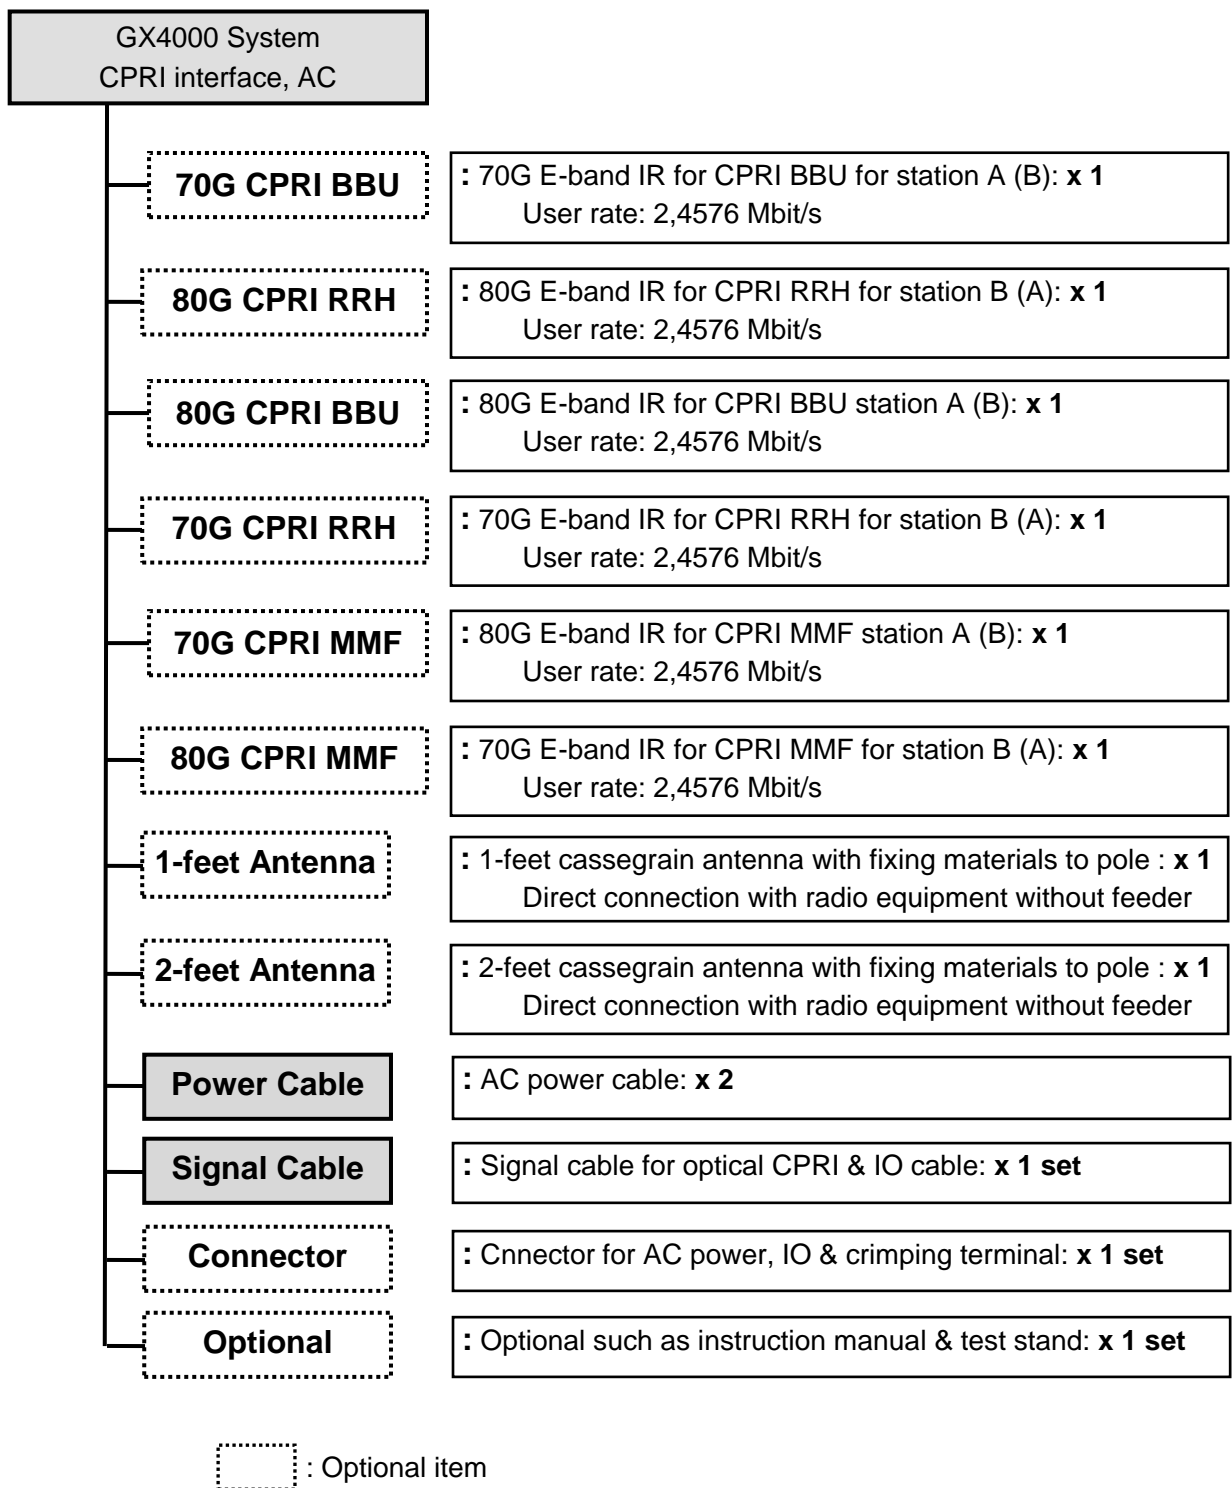 GX4000 System
CPRI interface, AC
70G CPRI BBU
: 70G E-band IR for CPRI BBU for station A (B): x 1
User rate: 2,4576 Mbit/s
80G CPRI RRH
: 80G E-band IR for CPRI RRH for station B (A): x 1
User rate: 2,4576 Mbit/s
80G CPRI BBU
: 80G E-band IR for CPRI BBU station A (B): x 1
User rate: 2,4576 Mbit/s
70G CPRI RRH
: 70G E-band IR for CPRI RRH for station B (A): x 1
User rate: 2,4576 Mbit/s
70G CPRI MMF
: 80G E-band IR for CPRI MMF station A (B): x 1
User rate: 2,4576 Mbit/s
80G CPRI MMF
: 70G E-band IR for CPRI MMF for station B (A): x 1
User rate: 2,4576 Mbit/s
1-feet Antenna
: 1-feet cassegrain antenna with fixing materials to pole : x 1
Direct connection with radio equipment without feeder
2-feet Antenna
: 2-feet cassegrain antenna with fixing materials to pole : x 1
Direct connection with radio equipment without feeder
Power Cable
: AC power cable: x 2
Signal Cable
: Signal cable for optical CPRI & IO cable: x 1 set
Connector
: Cnnector for AC power, IO & crimping terminal: x 1 set
Optional
: Optional such as instruction manual & test stand: x 1 set
: Optional item